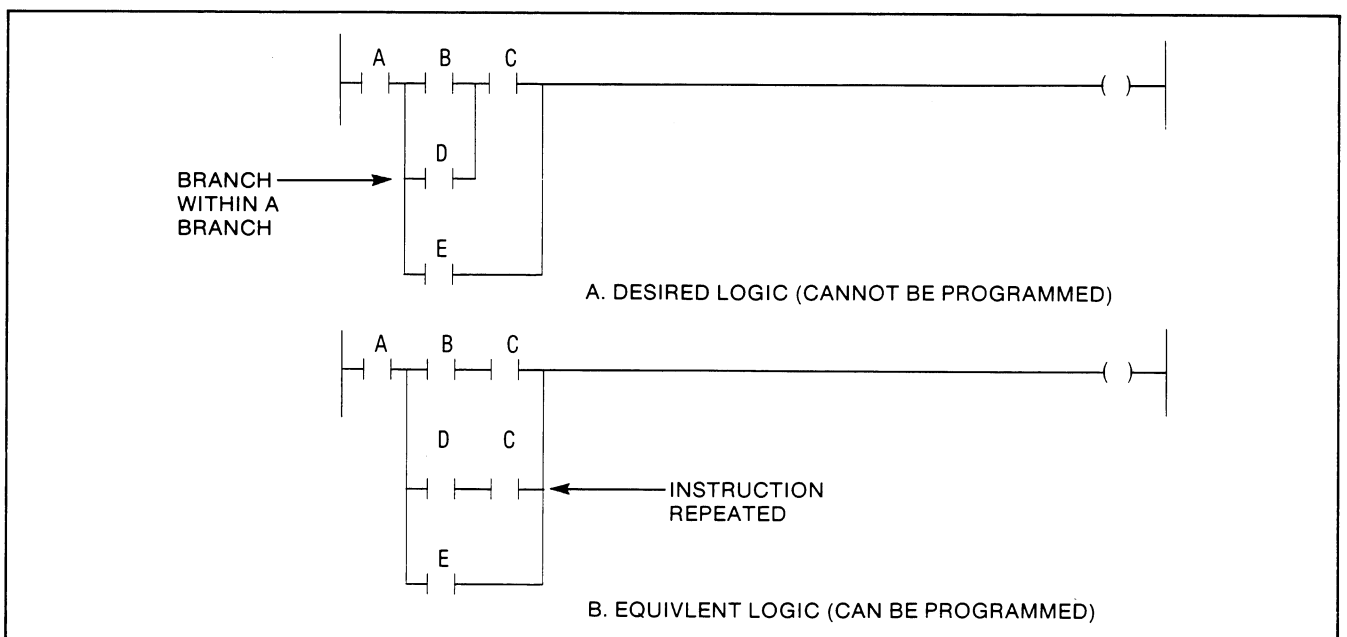 A B C
D
BRANCH
WITHIN A
BRANCH
E
A. DESIRED LOGIC (CANNOT BE PROGRAMMED)
A B C
( )
D C
INSTRUCTION
REPEATED
E
B. EQUIVLENT LOGIC (CAN BE PROGRAMMED)